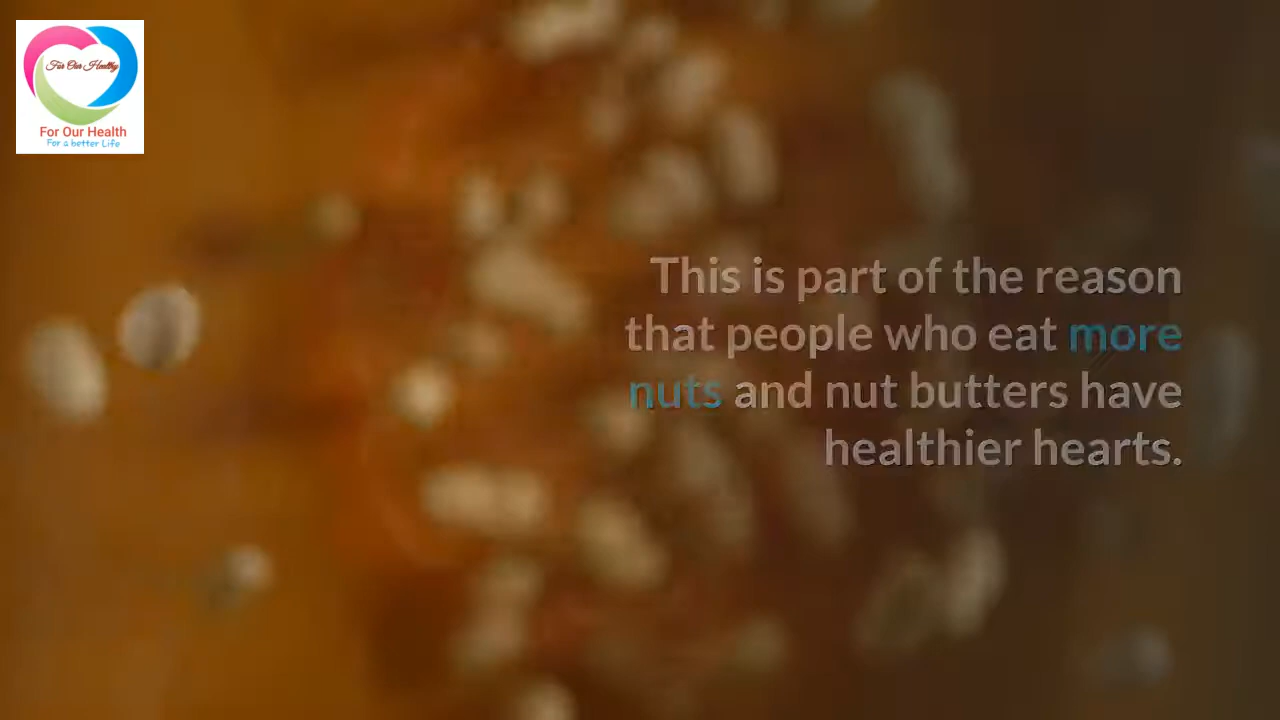 For Our Healthy
For Our Health
For a better Life
This is part of the reason
that people who eat more
nuts and nut butters have
healthier hearts.